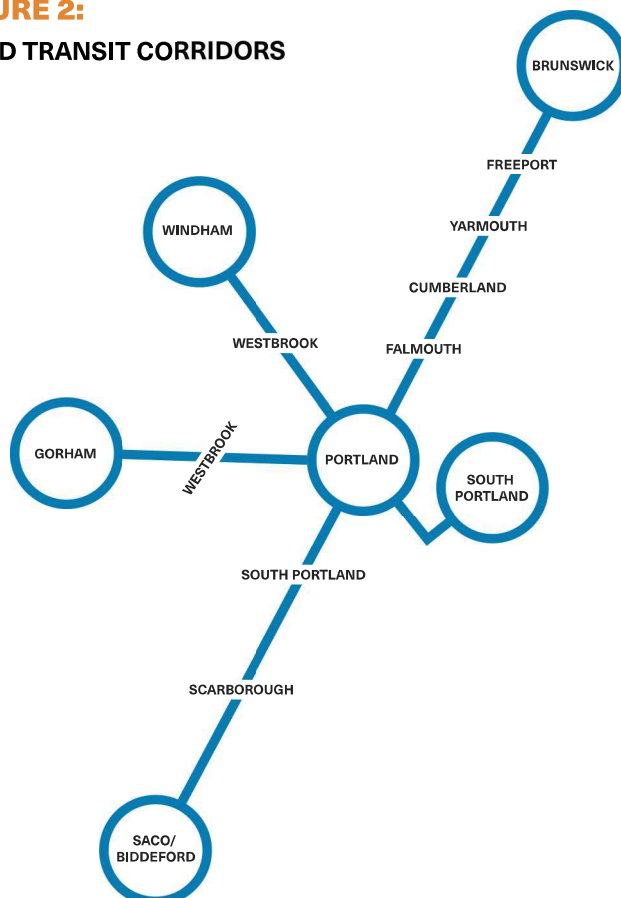 URE 2:
D TRANSIT CORRIDORS
BRUNSWICK
FREEPORT
WINDHAM
YARMOUTH
CUMBERLAND
WESTBROOK
FALMOUTH
GORHAM
WESTBROOK
PORTLAND
SOUTH
PORTLAND
SOUTH PORTLAND
SCARBOROUGH
SACO/
BIDDEFORD